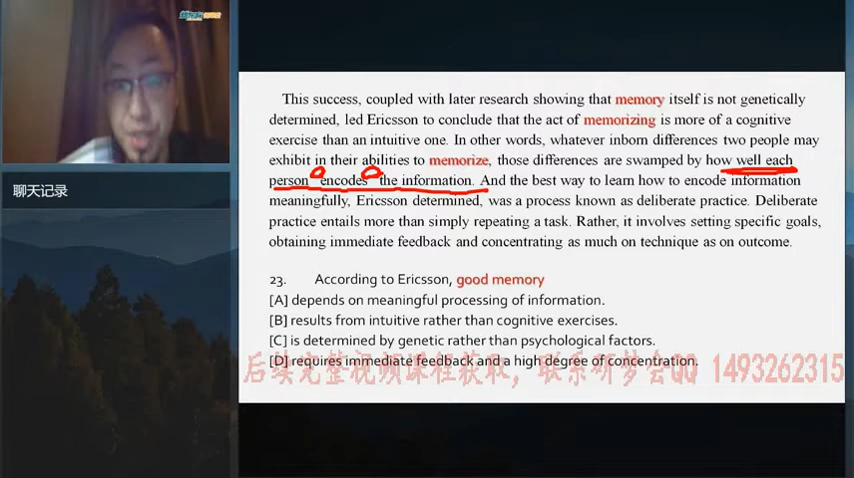 聊天记录
This success, coupled with later research showing that memory itself is not genetically
determined, led Ericsson to conclude that the act of memorizing is more of a cognitive
exercise than an intuitive one. In other words, whatever inborn differences two people may
exhibit in their abilities to memorize, those differences are swamped by how well each
person encodes the information. And the best way to learn how to encode information
meaningfully, Ericsson determined, was a process known as deliberate practice. Deliberate
practice entails more than simply repeating a task. Rather, it involves setting specific goals,
obtaining immediate feedback and concentrating as much on technique as on outcome.
23. According to Ericsson, good memory
[A] depends on meaningful processing of information.
[B] results from intuitive rather than cognitive exercises.
[C] is determined by genetic rather than psychological factors.
[D] requires immediate feedback and a high degree of concentration.
后续完整视频课程获取，联系研梦会QQ 1493262315